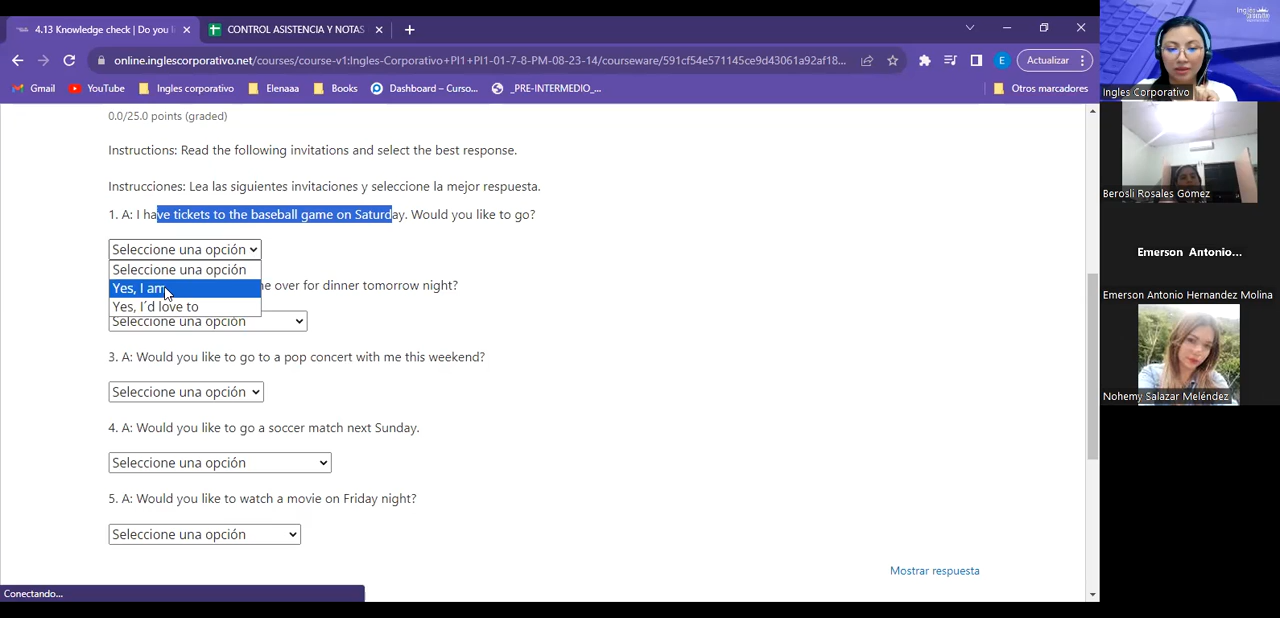 4.13 Knowledge check | Do you l
CONTROL ASISTENCIA Y NOTAS
online.inglescorporativo.net/courses/course-v1:Ingles-Corporativo+PI1+PI1-01-7-8-PM-08-23-14/courseware/591cf54e571145ce9d43061a92af18...
E
Actualizar
Gmail
YouTube
Ingles corporativo
Elenaaa
Books
Dashboard – Curso...
_PRE-INTERMEDIO_...
Otros marcadores
0.0/25.0 points (graded)
Instructions: Read the following invitations and select the best response.
Instrucciones: Lea las siguientes invitaciones y seleccione la mejor respuesta.
1. A: I have tickets to the baseball game on Saturday. Would you like to go?
Seleccione una opción
Seleccione una opción
Yes, I am
Yes, I´d love to
e over for dinner tomorrow night?
Seleccione una opción
3. A: Would you like to go to a pop concert with me this weekend?
Seleccione una opción
4. A: Would you like to go a soccer match next Sunday.
Seleccione una opción
5. A: Would you like to watch a movie on Friday night?
Seleccione una opción
Mostrar respuesta
Conectando...
Ingles Corporativo
Berosli Rosales Gomez
Emerson Antonio...
Emerson Antonio Hernandez Molina
Nohemy Salazar Meléndez